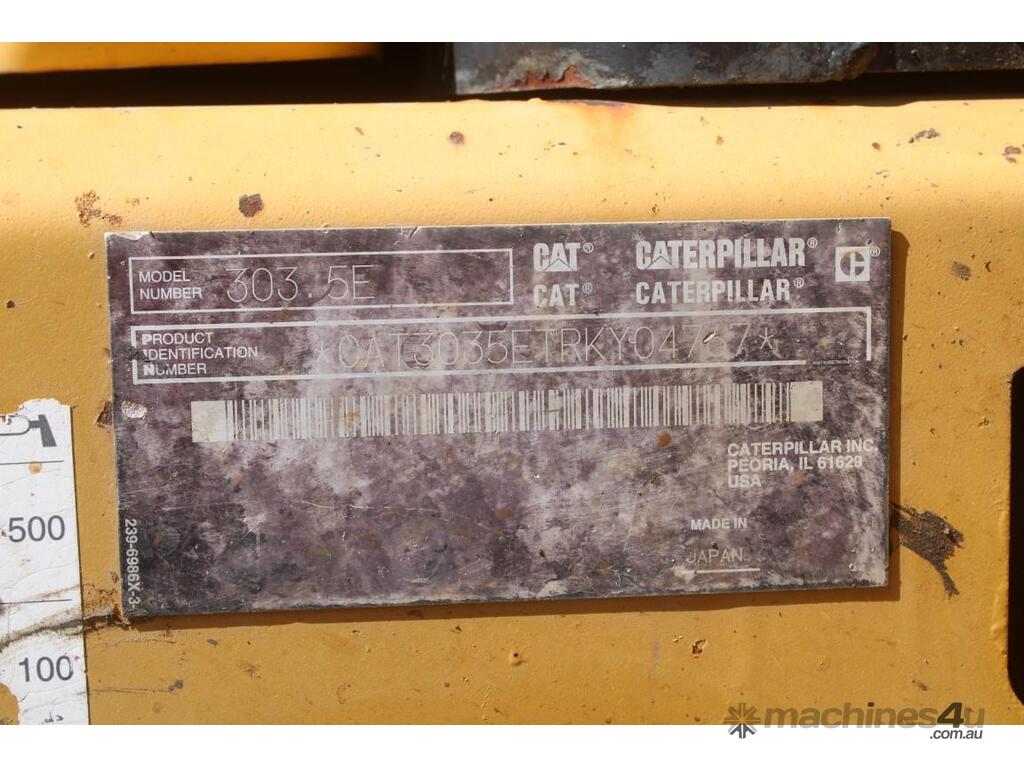 MODEL
NUMBER
303.5E
CAT® CATERPILLAR® ®
CAT® CATERPILLAR®
PRODUCT
IDENTIFICATION
NUMBER
*CAT3035ETRKY04767*
CATERPILLAR INC.
PEORIA, IL 61629
USA
MADE IN
JAPAN
239-6986X-3
500
100
machines4u
.com.au